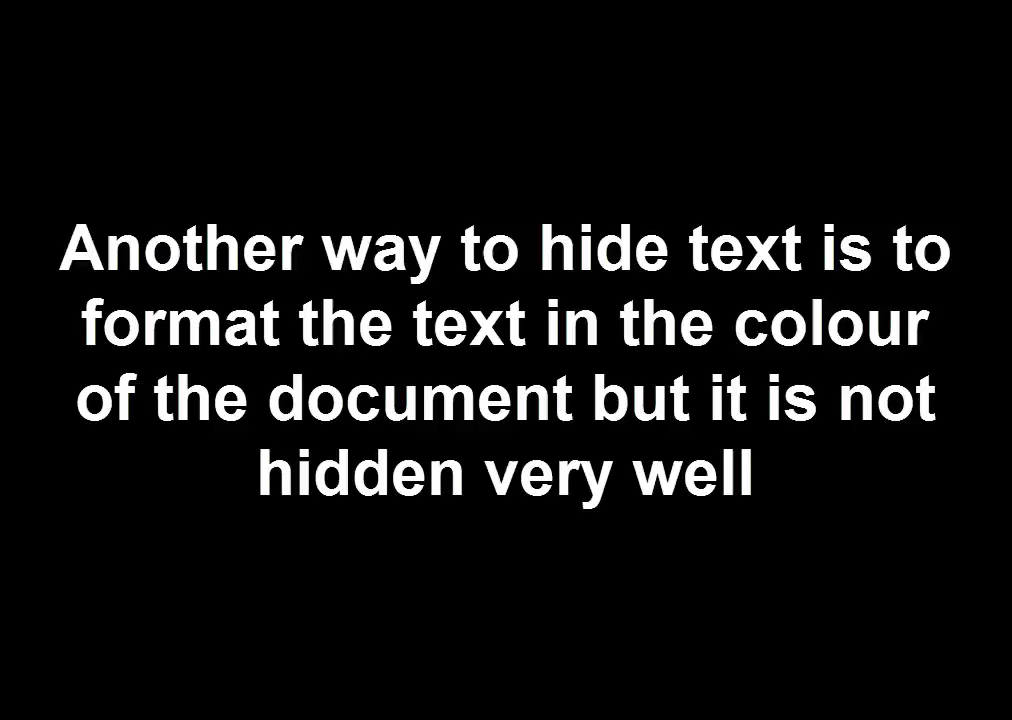 Another way to hide text is to
format the text in the colour
of the document but it is not
hidden very well